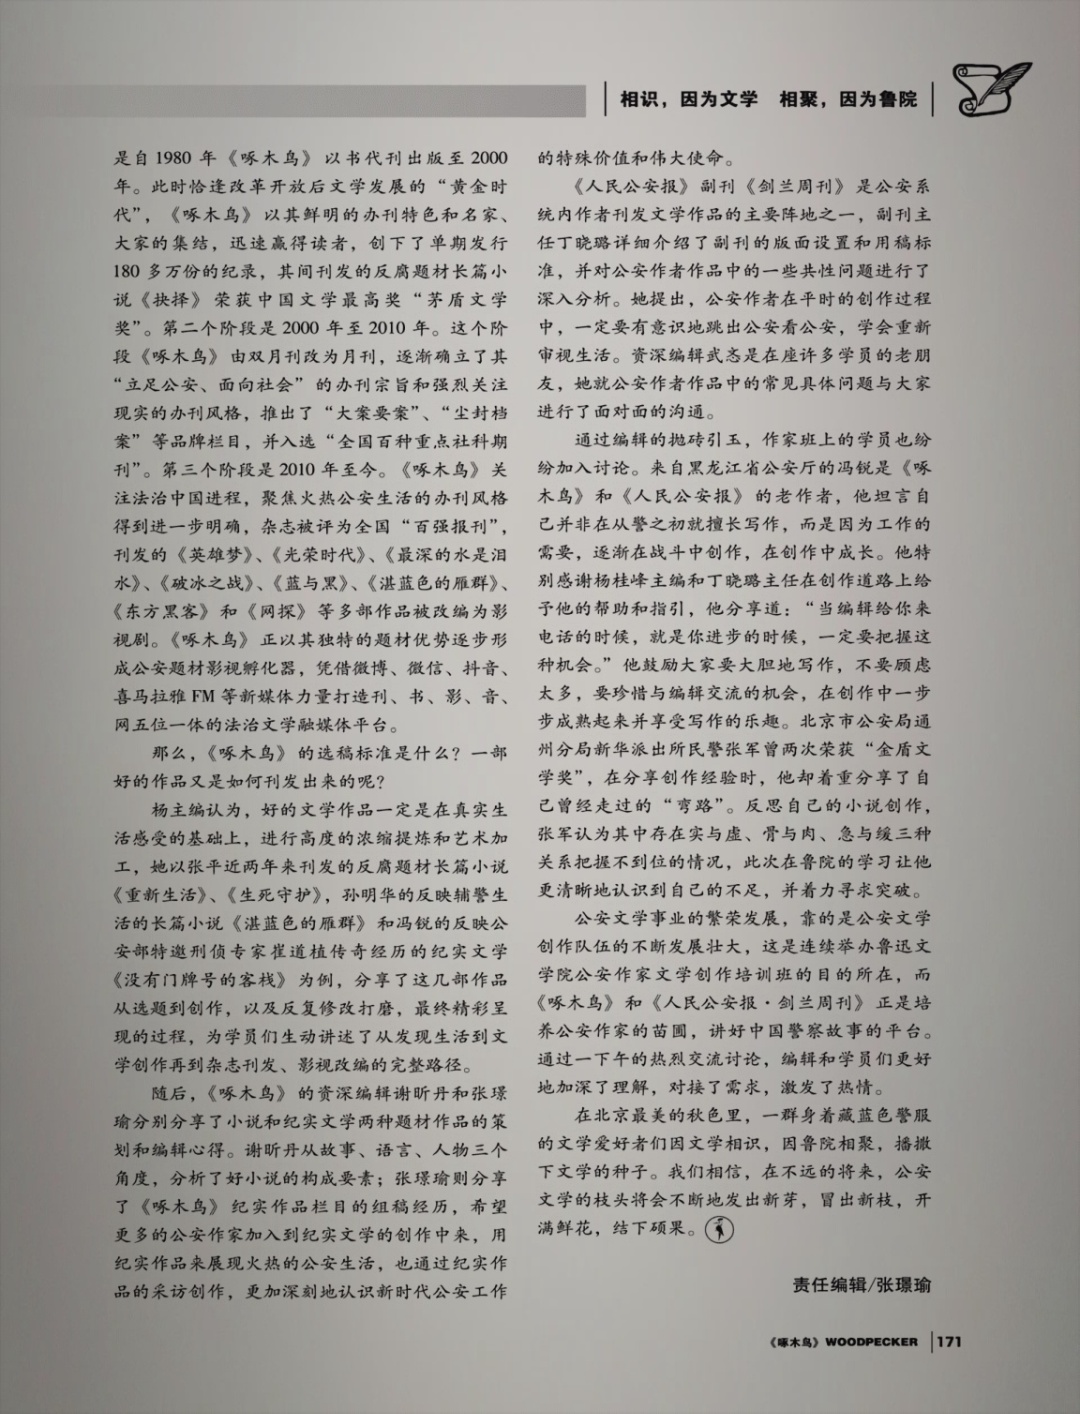 相识，因为文学　相聚，因为鲁院
是自 1980 年《啄木鸟》以书代刊出版至 2000
年。此时恰逢改革开放后文学发展的“黄金时
代”，《啄木鸟》以其鲜明的办刊特色和名家、
大家的集结，迅速赢得读者，创下了单期发行
180 多万份的纪录，其间刊发的反腐题材长篇小
说《抉择》荣获中国文学最高奖“茅盾文学
奖”。第二个阶段是 2000 年至 2010 年。这个阶
段《啄木鸟》由双月刊改为月刊，逐渐确立了其
“立足公安、面向社会”的办刊宗旨和强烈关注
现实的办刊风格，推出了“大案要案”、“尘封档
案”等品牌栏目，并入选“全国百种重点社科期
刊”。第三个阶段是 2010 年至今。《啄木鸟》关
注法治中国进程，聚焦火热公安生活的办刊风格
得到进一步明确，杂志被评为全国“百强报刊”，
刊发的《英雄梦》、《光荣时代》、《最深的水是泪
水》、《破冰之战》、《蓝与黑》、《湛蓝色的雁群》、
《东方黑客》和《网探》等多部作品被改编为影
视剧。《啄木鸟》正以其独特的题材优势逐步形
成公安题材影视孵化器，凭借微博、微信、抖音、
喜马拉雅 FM 等新媒体力量打造刊、书、影、音、
网五位一体的法治文学融媒体平台。
那么，《啄木鸟》的选稿标准是什么？一部
好的作品又是如何刊发出来的呢？
杨主编认为，好的文学作品一定是在真实生
活感受的基础上，进行高度的浓缩提炼和艺术加
工，她以张平近两年来刊发的反腐题材长篇小说
《重新生活》、《生死守护》，孙明华的反映辅警生
活的长篇小说《湛蓝色的雁群》和冯锐的反映公
安部特邀刑侦专家崔道植传奇经历的纪实文学
《没有门牌号的客栈》为例，分享了这几部作品
从选题到创作，以及反复修改打磨，最终精彩呈
现的过程，为学员们生动讲述了从发现生活到文
学创作再到杂志刊发、影视改编的完整路径。
随后，《啄木鸟》的资深编辑谢昕丹和张璟
瑜分别分享了小说和纪实文学两种题材作品的策
划和编辑心得。谢昕丹从故事、语言、人物三个
角度，分析了好小说的构成要素；张璟瑜则分享
了《啄木鸟》纪实作品栏目的组稿经历，希望
更多的公安作家加入到纪实文学的创作中来，用
纪实作品来展现火热的公安生活，也通过纪实作
品的采访创作，更加深刻地认识新时代公安工作
的特殊价值和伟大使命。
《人民公安报》副刊《剑兰周刊》是公安系
统内作者刊发文学作品的主要阵地之一，副刊主
任丁晓璐详细介绍了副刊的版面设置和用稿标
准，并对公安作者作品中的一些共性问题进行了
深入分析。她提出，公安作者在平时的创作过程
中，一定要有意识地跳出公安看公安，学会重新
审视生活。资深编辑武悫是在座许多学员的老朋
友，她就公安作者作品中的常见具体问题与大家
进行了面对面的沟通。
通过编辑的抛砖引玉，作家班上的学员也纷
纷加入讨论。来自黑龙江省公安厅的冯锐是《啄
木鸟》和《人民公安报》的老作者，他坦言自
己并非在从警之初就擅长写作，而是因为工作的
需要，逐渐在战斗中创作，在创作中成长。他特
别感谢杨桂峰主编和丁晓璐主任在创作道路上给
予他的帮助和指引，他分享道：“当编辑给你来
电话的时候，就是你进步的时候，一定要把握这
种机会。”他鼓励大家要大胆地写作，不要顾虑
太多，要珍惜与编辑交流的机会，在创作中一步
步成熟起来并享受写作的乐趣。北京市公安局通
州分局新华派出所民警张军曾两次荣获“金盾文
学奖”，在分享创作经验时，他却着重分享了自
己曾经走过的“弯路”。反思自己的小说创作，
张军认为其中存在实与虚、骨与肉、急与缓三种
关系把握不到位的情况，此次在鲁院的学习让他
更清晰地认识到自己的不足，并着力寻求突破。
公安文学事业的繁荣发展，靠的是公安文学
创作队伍的不断发展壮大，这是连续举办鲁迅文
学院公安作家文学创作培训班的目的所在，而
《啄木鸟》和《人民公安报·剑兰周刊》正是培
养公安作家的苗圃，讲好中国警察故事的平台。
通过一下午的热烈交流讨论，编辑和学员们更好
地加深了理解，对接了需求，激发了热情。
在北京最美的秋色里，一群身着藏蓝色警服
的文学爱好者们因文学相识，因鲁院相聚，播撒
下文学的种子。我们相信，在不远的将来，公安
文学的枝头将会不断地发出新芽，冒出新枝，开
满鲜花，结下硕果。
责任编辑/张璟瑜
《啄木鸟》WOODPECKER 171